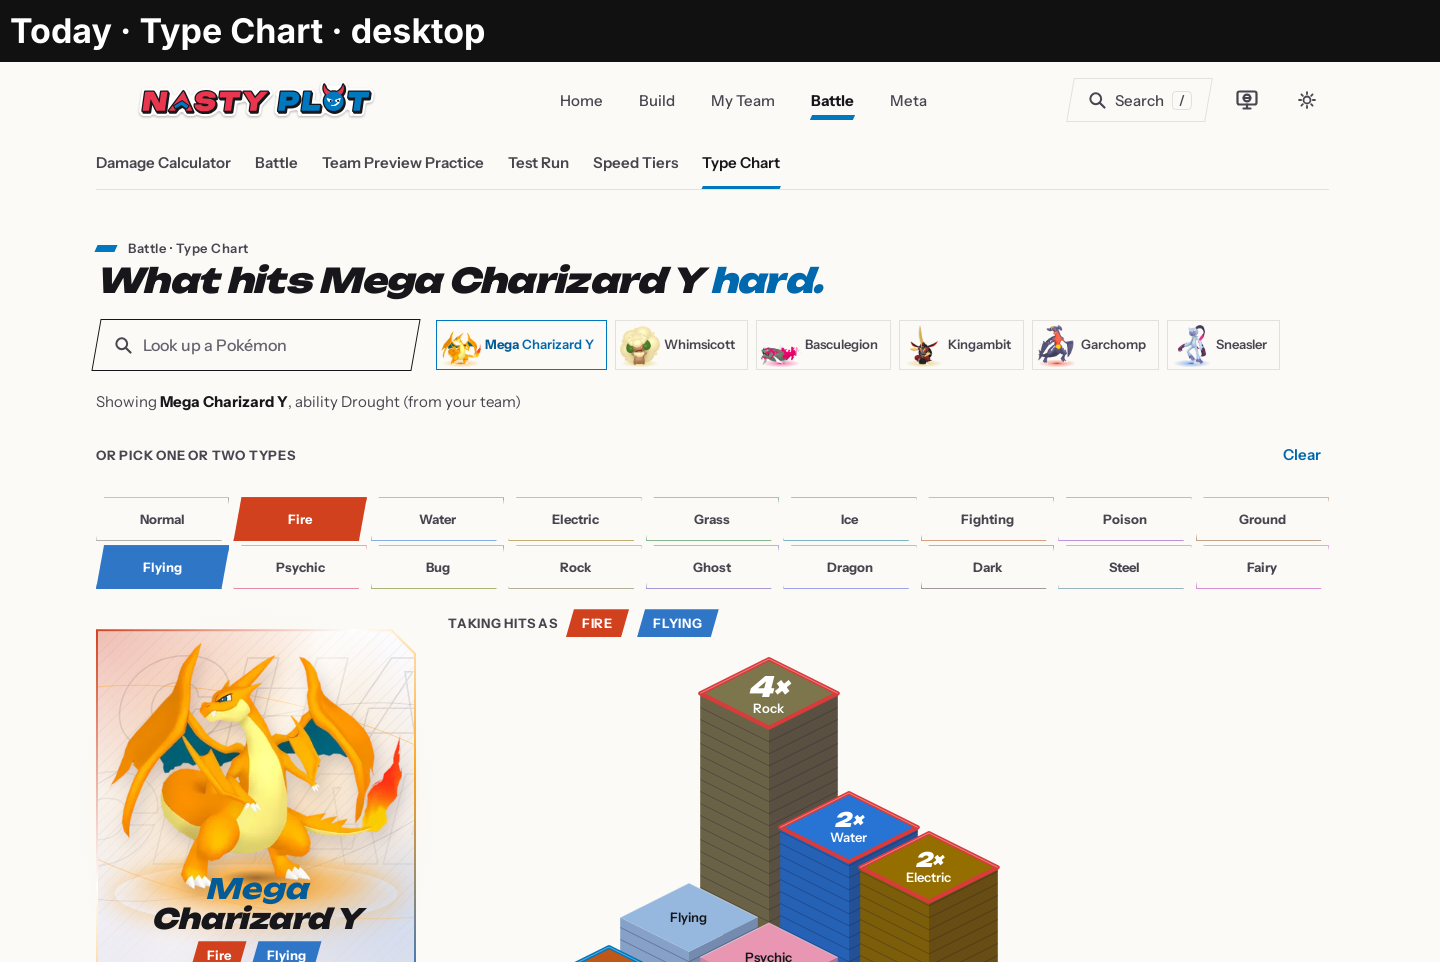 Today · Type Chart · desktop
NASTY PLOT
Home
Build
My Team
Battle
Meta
Search /
Damage Calculator
Battle
Team Preview Practice
Test Run
Speed Tiers
Type Chart
Battle · Type Chart
What hits Mega Charizard Y hard.
Look up a Pokémon
Mega Charizard Y
Whimsicott
Basculegion
Kingambit
Garchomp
Sneasler
Showing Mega Charizard Y, ability Drought (from your team)
OR PICK ONE OR TWO TYPES
Clear
Normal
Fire
Water
Electric
Grass
Ice
Fighting
Poison
Ground
Flying
Psychic
Bug
Rock
Ghost
Dragon
Dark
Steel
Fairy
TAKING HITS AS FIRE FLYING
4×
Rock
2×
Water
2×
Electric
Flying
Psychic
Mega
Charizard Y
Fire
Flying